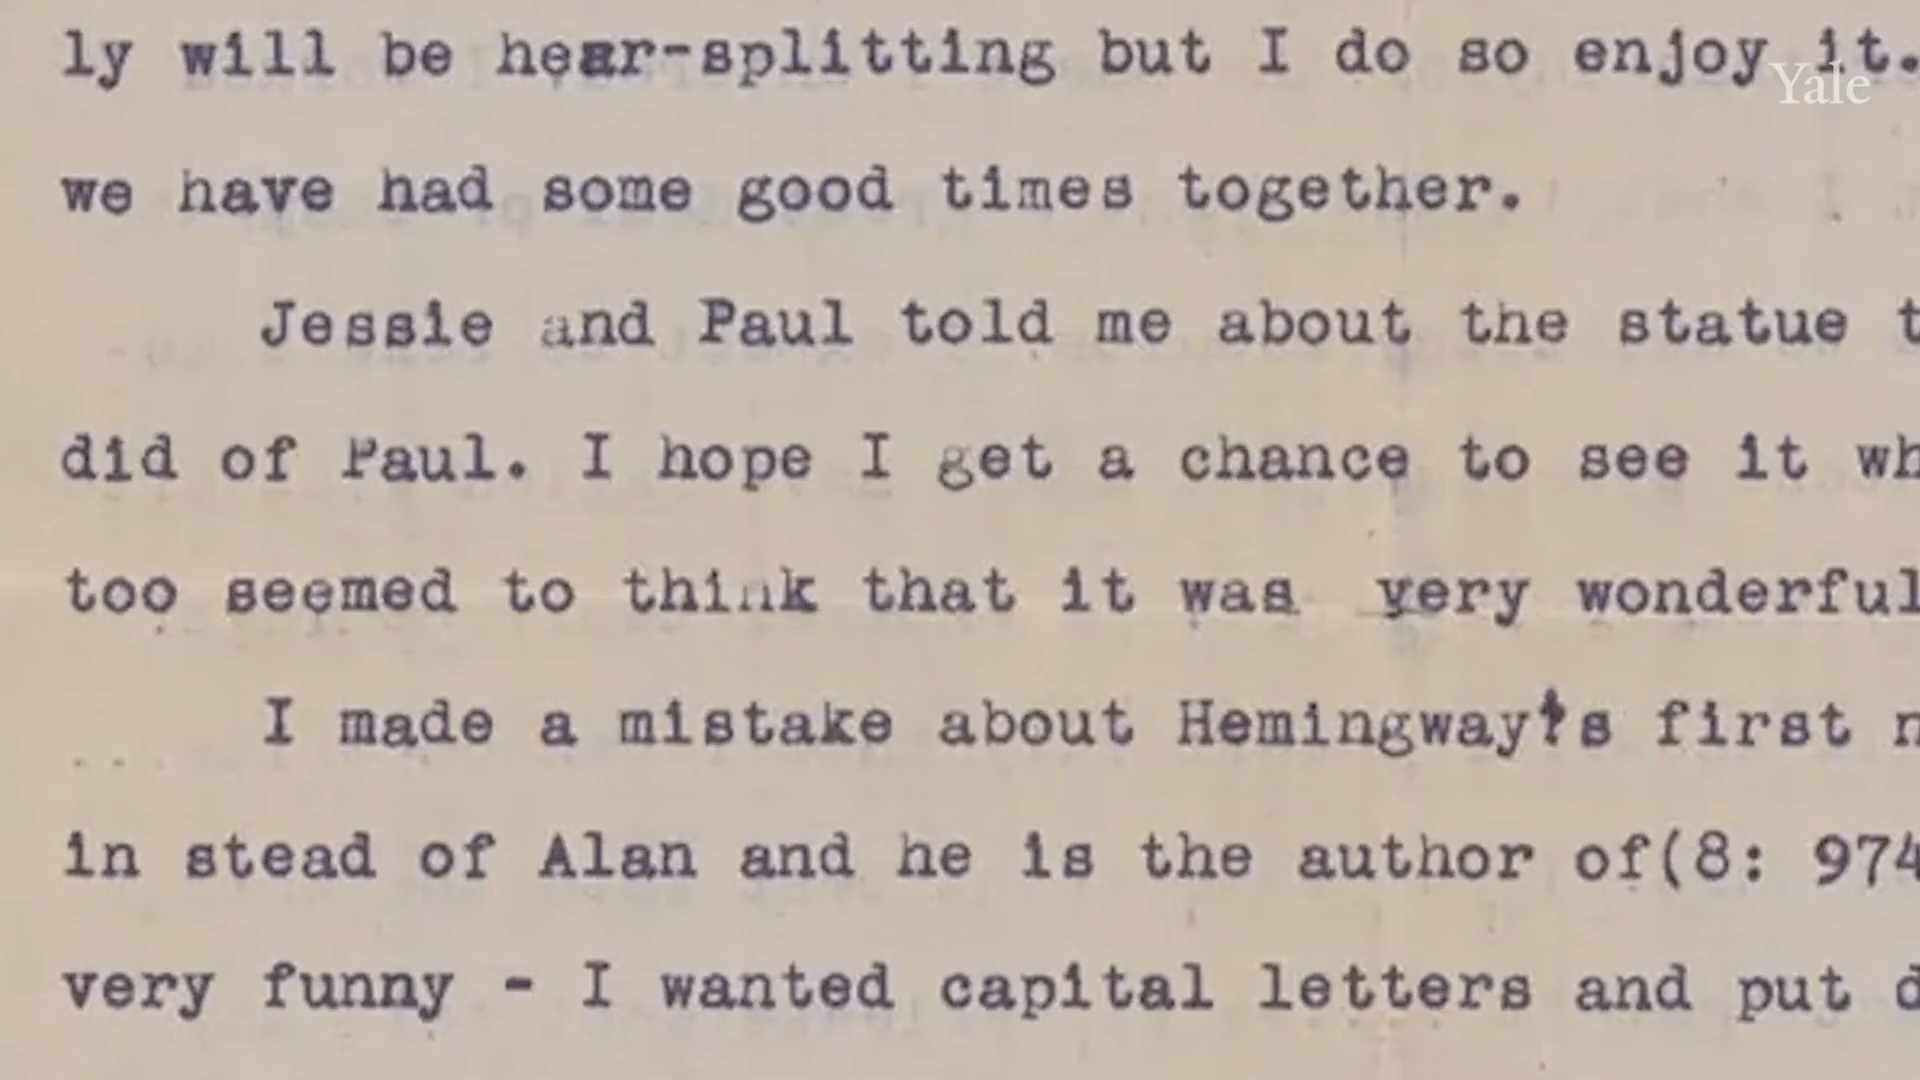 ly will be hear-splitting but I do so enjoy it.
Yale
we have had some good times together.
Jessie and Paul told me about the statue t
did of Paul. I hope I get a chance to see it wh
too seemed to think that it was very wonderful
I made a mistake about Hemingway's first n
in stead of Alan and he is the author of(8: 974
very funny - I wanted capital letters and put d